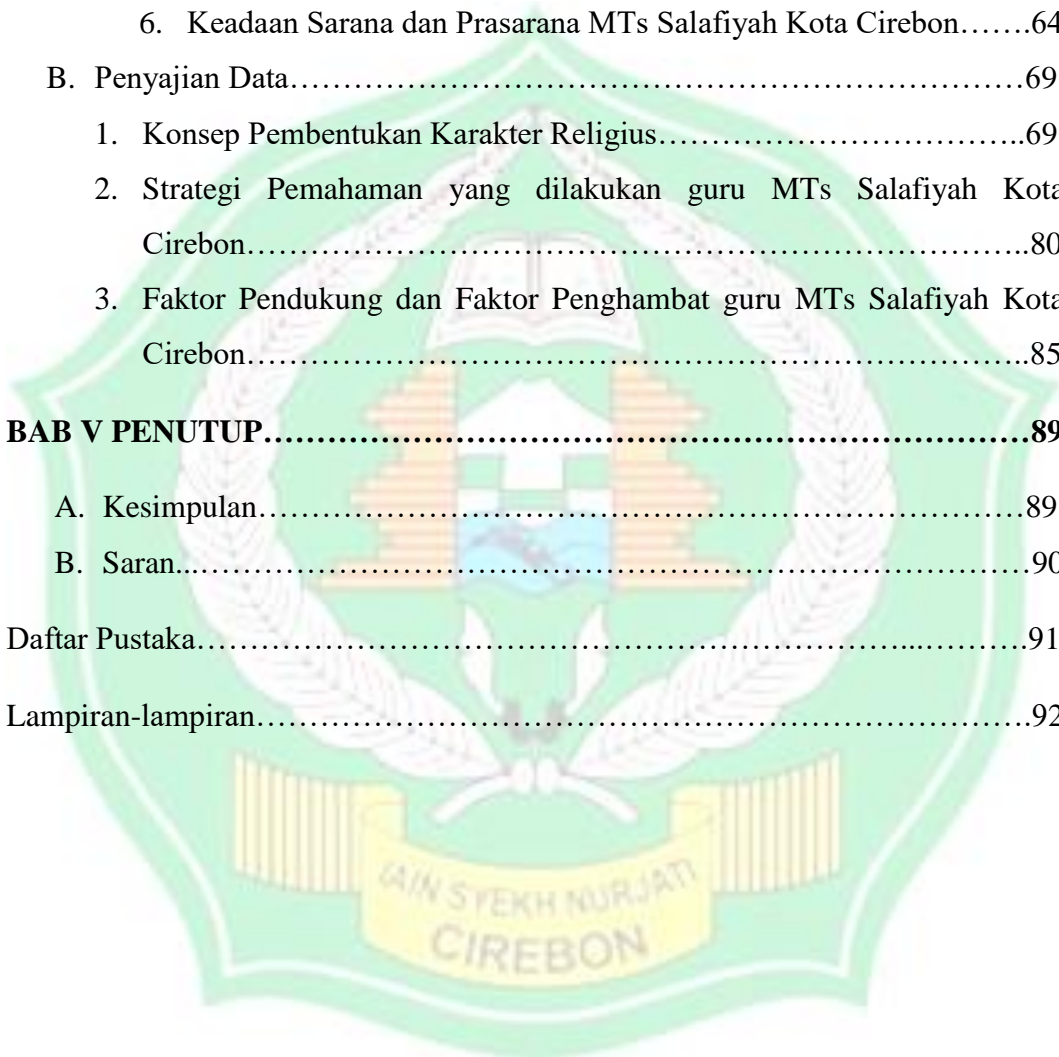 6. Keadaan Sarana dan Prasarana MTs Salafiyah Kota Cirebon…….64
B. Penyajian Data……………………………………………………………69
1. Konsep Pembentukan Karakter Religius……………………………..69
2. Strategi Pemahaman yang dilakukan guru MTs Salafiyah Kota
Cirebon……………………………………………………………….80
3. Faktor Pendukung dan Faktor Penghambat guru MTs Salafiyah Kota
Cirebon……………………………………………………………..85
BAB V PENUTUP……………………………………………………………89
A. Kesimpulan……………………………………………………………89
B. Saran...…………………………………………………………………90
Daftar Pustaka………………………………………………………...……….91
Lampiran-lampiran……………………………………………………………92
IAIN SYEKH NURJATI
CIREBON